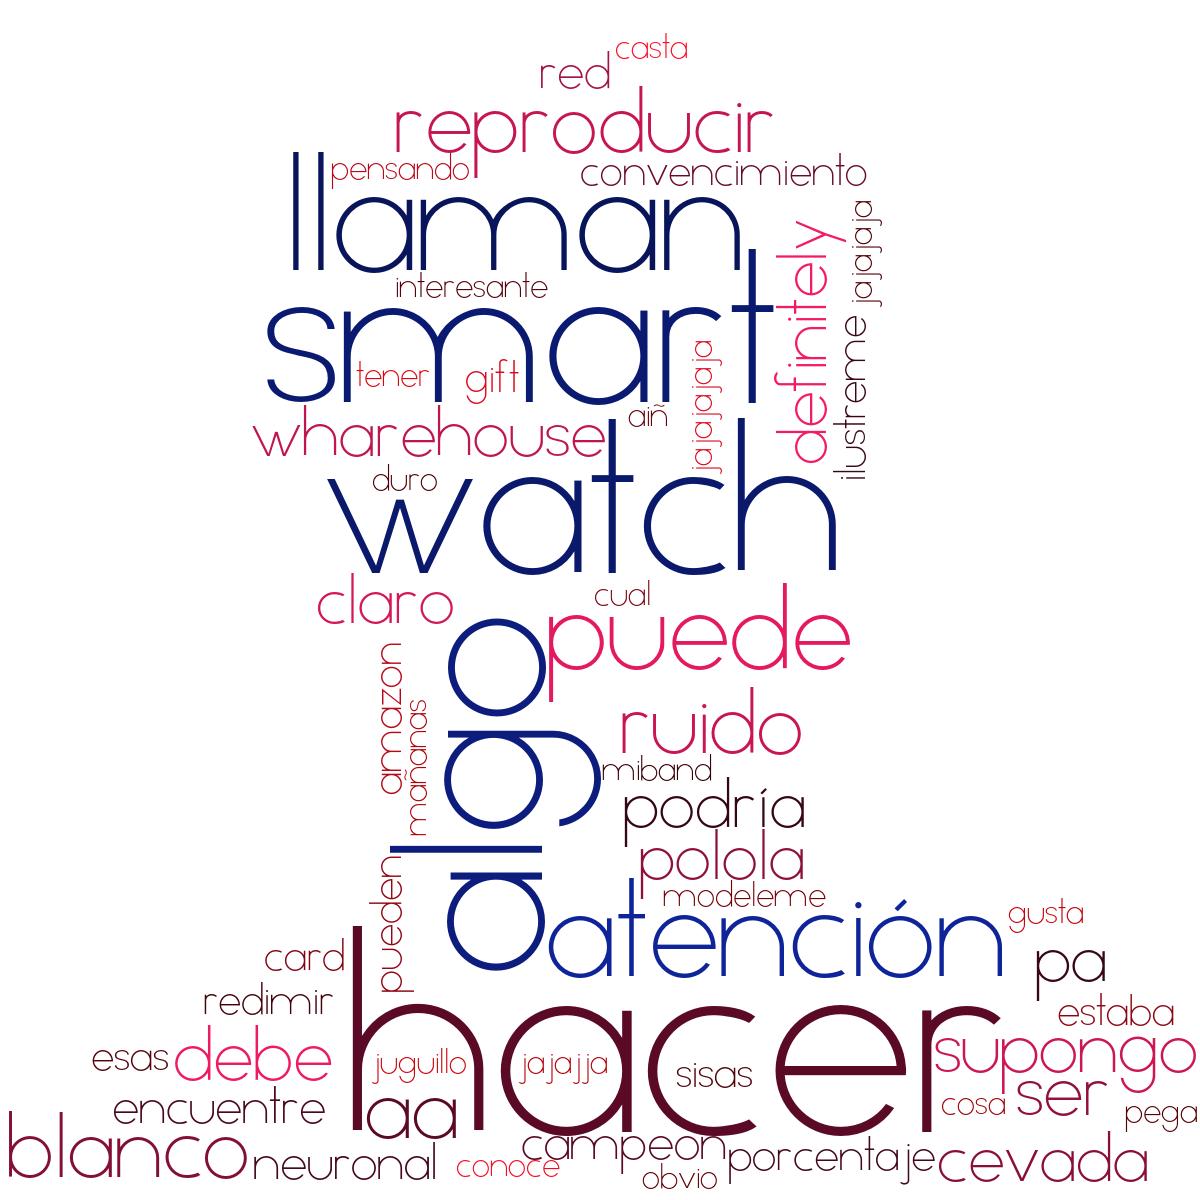 casta
red
reproducir
pensando
convencimiento
llaman
jajajaja
definitely
interesante
smart
ilustreme
tener
gift
jajajajaja
aiñ
wharehouse
duro
watch
claro
cual
puede
algo
amazon
mañanas
ruido
miband
podría
polola
modeleme
pueden
atención
gusta
card
pa
redimir
hacer
estaba
esas
debe
juguillo
jajajja
sisas
supongo
encuentre
aa
cosa
ser
pega
blanco
neuronal
conoce
campeon
obvio
porcentaje
cevada